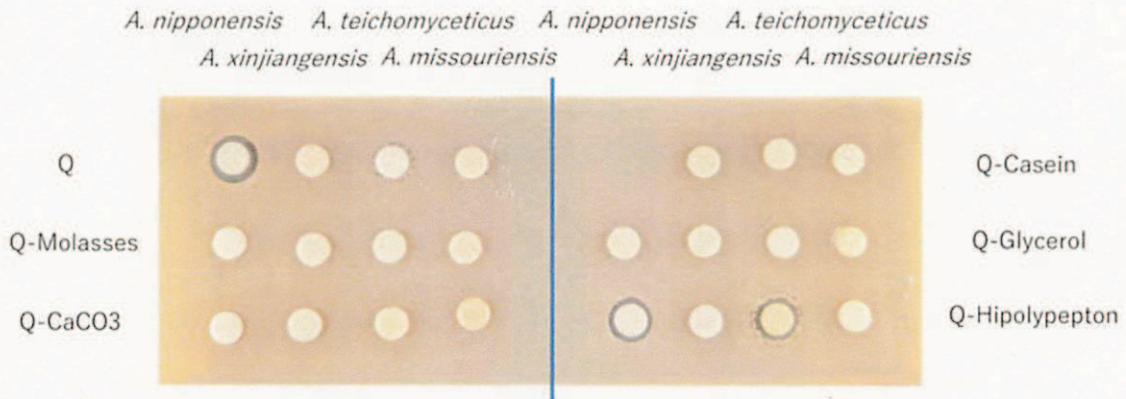 A. nipponensis A. teichomyceticus A. nipponensis A. teichomyceticus
A. xinjiangensis A. missouriensis A. xinjiangensis A. missouriensis
Q
Q-Casein
Q-Molasses
Q-Glycerol
Q-CaCO3
Q-Hipolypepton